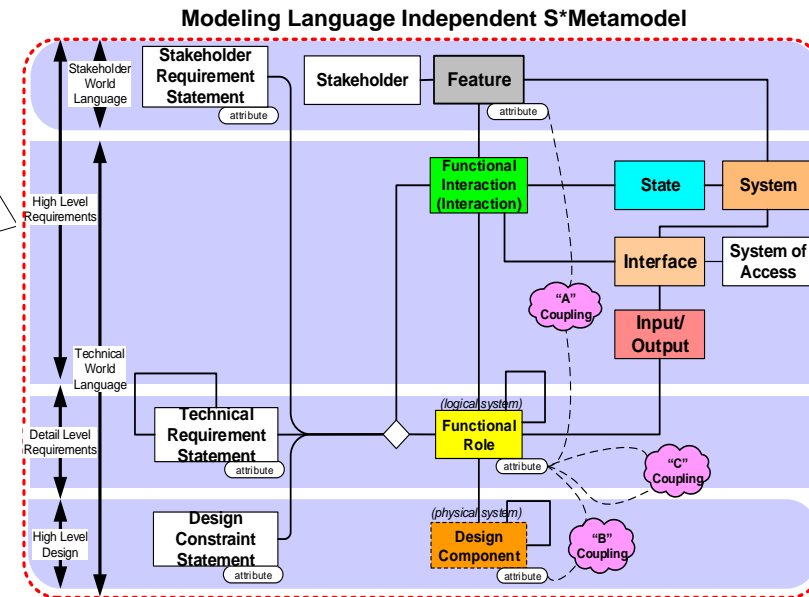 Modeling Language Independent S*Metamodel
Stakeholder
World
Language
Stakeholder
Requirement
Statement
attribute
Stakeholder
Feature
attribute
High Level
Requirements
Functional
Interaction
(Interaction)
State
System
Interface
System of
Access
"A"
Coupling
Input/
Output
Technical
World
Language
Detail Level
Requirements
Technical
Requirement
Statement
attribute
(logical system)
Functional
Role
attribute
"C"
Coupling
High Level
Design
Design
Constraint
Statement
attribute
(physical system)
Design
Component
attribute
"B"
Coupling